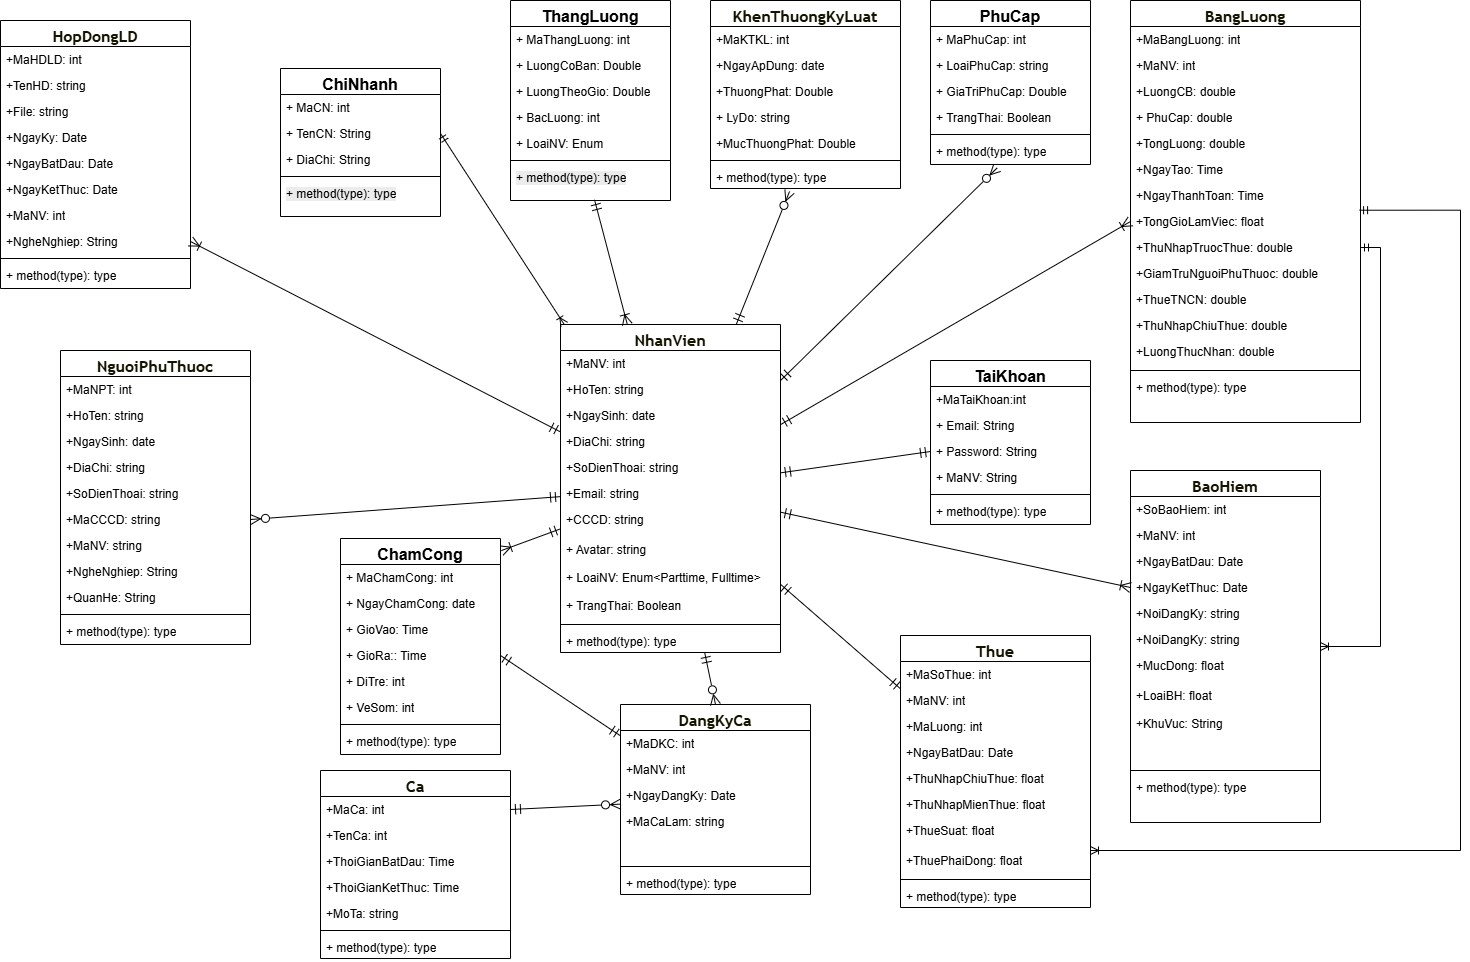 HopDongLD
+MaHDLD: int
+TenHD: string
+File: string
+NgayKy: Date
+NgayBatDau: Date
+NgayKetThuc: Date
+MaNV: int
+NgheNghiep: String
+ method(type): type
ChiNhanh
+ MaCN: int
+ TenCN: String
+ DiaChi: String
+ method(type): type
ThangLuong
+ MaThangLuong: int
+ LuongCoBan: Double
+ LuongTheoGio: Double
+ BacLuong: int
+ LoaiNV: Enum
+ method(type): type
KhenThuongKyLuat
+MaKTKL: int
+NgayApDung: date
+ThuongPhat: Double
+ LyDo: string
+MucThuongPhat: Double
+ method(type): type
PhuCap
+ MaPhuCap: int
+ LoaiPhuCap: string
+ GiaTriPhuCap: Double
+ TrangThai: Boolean
+ method(type): type
BangLuong
+MaBangLuong: int
+MaNV: int
+LuongCB: double
+ PhuCap: double
+TongLuong: double
+NgayTao: Time
+NgayThanhToan: Time
+TongGioLamViec: float
+ThuNhapTruocThue: double
+GiamTruNguoiPhuThuoc: double
+ThueTNCN: double
+ThuNhapChiuThue: double
+LuongThucNhan: double
+ method(type): type
NguoiPhuThuoc
+MaNPT: int
+HoTen: string
+NgaySinh: date
+DiaChi: string
+SoDienThoai: string
+MaCCCD: string
+MaNV: string
+NgheNghiep: String
+QuanHe: String
+ method(type): type
NhanVien
+MaNV: int
+HoTen: string
+NgaySinh: date
+DiaChi: string
+SoDienThoai: string
+Email: string
+CCCD: string
+ Avatar: string
+ LoaiNV: Enum<Parttime, Fulltime>
+ TrangThai: Boolean
+ method(type): type
TaiKhoan
+MaTaiKhoan:int
+ Email: String
+ Password: String
+ MaNV: String
+ method(type): type
BaoHiem
+SoBaoHiem: int
+MaNV: int
+NgayBatDau: Date
+NgayKetThuc: Date
+NoiDangKy: string
+NoiDangKy: string
+MucDong: float
+LoaiBH: float
+KhuVuc: String
+ method(type): type
ChamCong
+ MaChamCong: int
+ NgayChamCong: date
+ GioVao: Time
+ GioRa:: Time
+ DiTre: int
+ VeSom: int
+ method(type): type
Thue
+MaSoThue: int
+MaNV: int
+MaLuong: int
+NgayBatDau: Date
+ThuNhapChiuThue: float
+ThuNhapMienThue: float
+ThueSuat: float
+ThuePhaiDong: float
+ method(type): type
DangKyCa
+MaDKC: int
+MaNV: int
+NgayDangKy: Date
+MaCaLam: string
+ method(type): type
Ca
+MaCa: int
+TenCa: int
+ThoiGianBatDau: Time
+ThoiGianKetThuc: Time
+MoTa: string
+ method(type): type